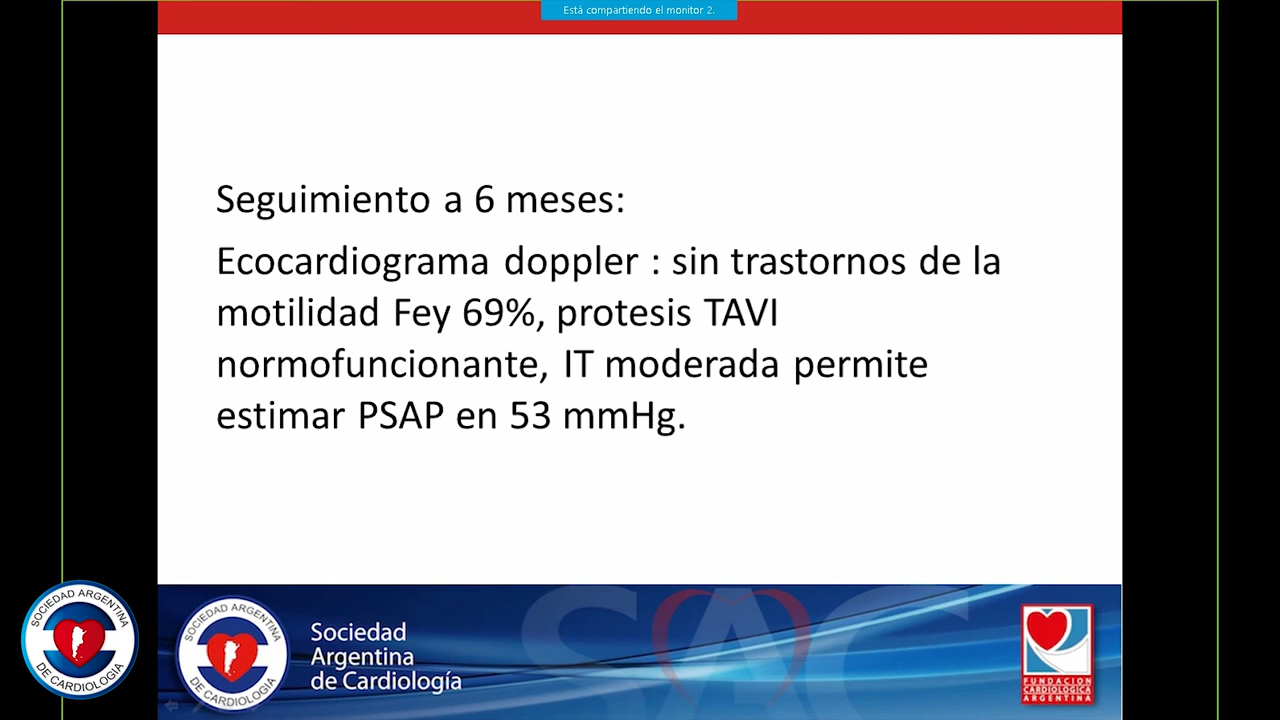 Está compartiendo el monitor 2.
Seguimiento a 6 meses:
Ecocardiograma doppler : sin trastornos de la
motilidad Fey 69%, protesis TAVI
normofuncionante, IT moderada permite
estimar PSAP en 53 mmHg.
SOCIEDAD ARGENTINA
DE CARDIOLOGÍA
SOCIEDAD ARGENTINA
DE CARDIOLOGÍA
Sociedad
Argentina
de Cardiología
SAC
FUNDACION
CARDIOLOGICA
ARGENTINA